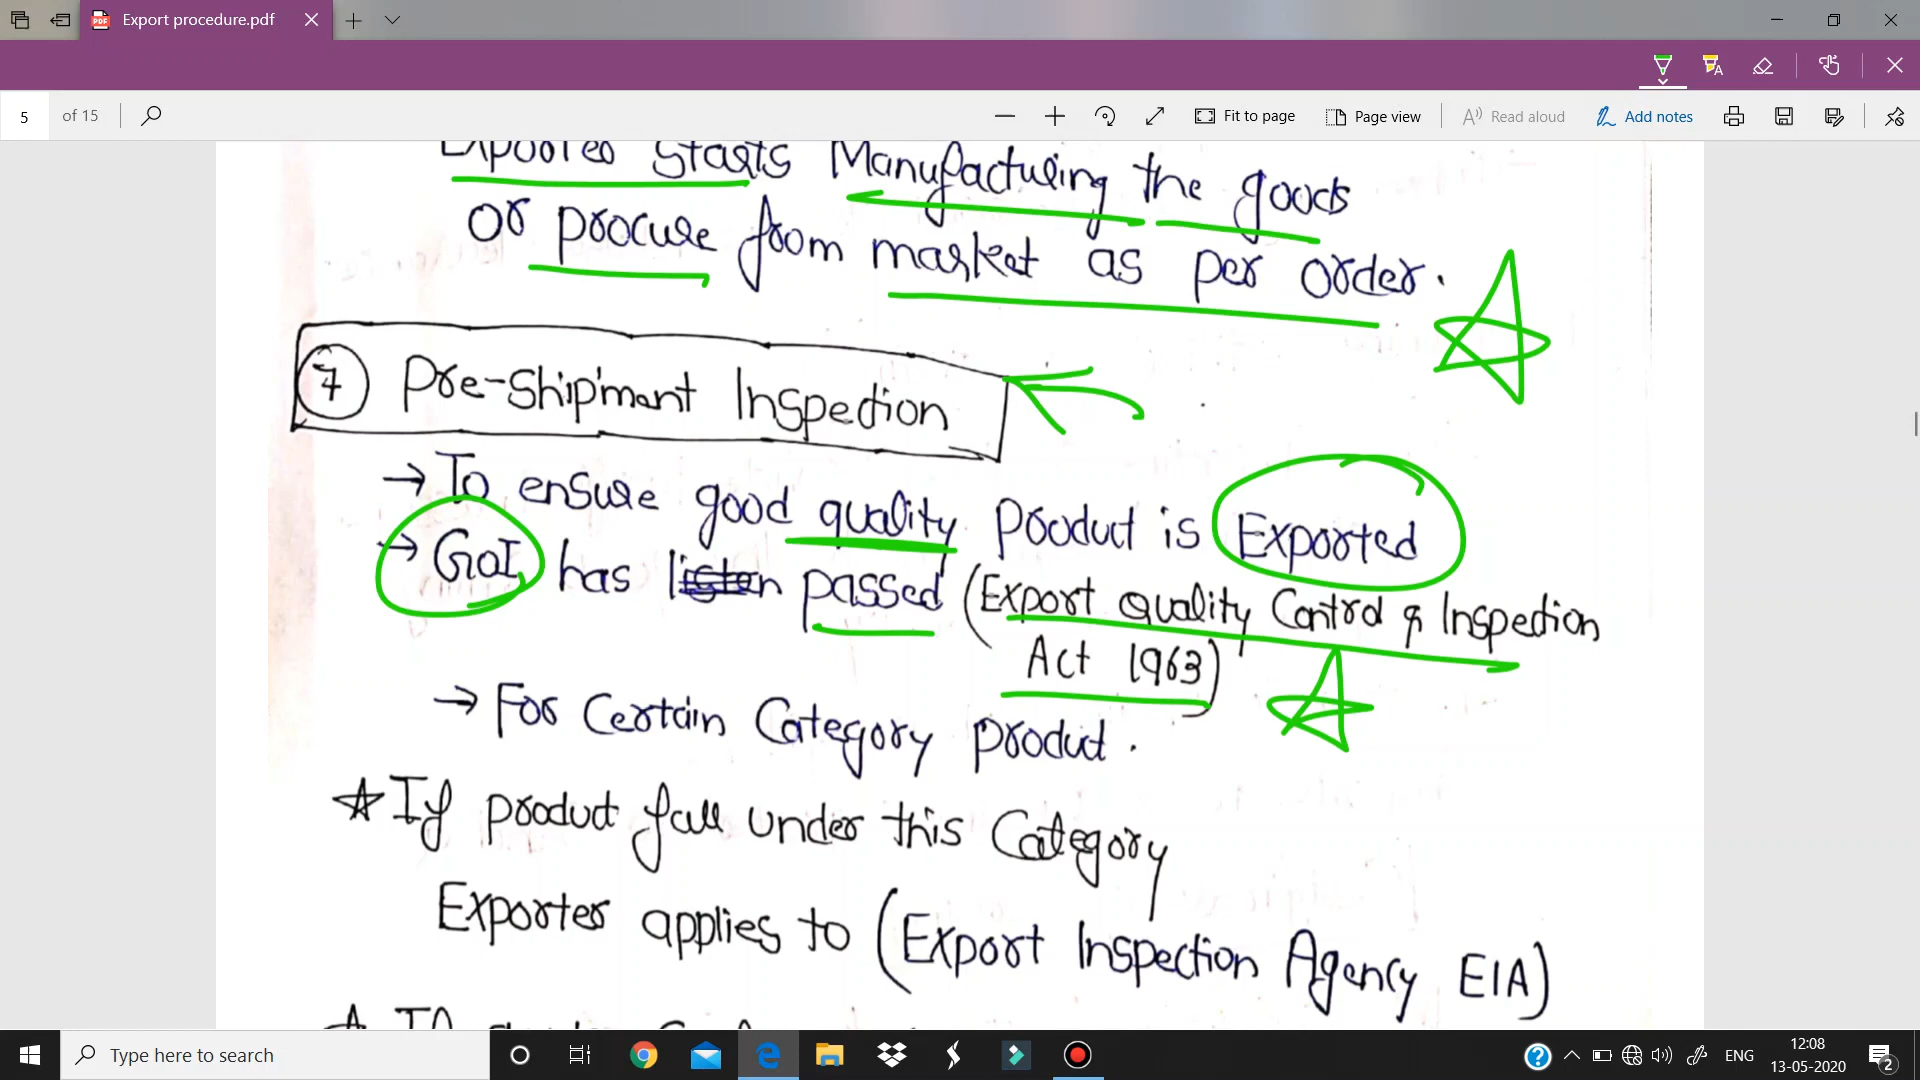 Export procedure.pdf
5 of 15
Fit to page Page view Read aloud Add notes
Starts Manufacturing the goods
Or procure from market as per order.
7 Pre-Shipment Inspection
→ To ensure good quality Product is Exported
→ GOI has passed (Export Quality Control & Inspection
Act 1963)
→ For Certain Category product.
☆ If product fall under this Category
Exporter applies to (Export Inspection Agency EIA)
Type here to search
ENG
12:08
13-05-2020
2